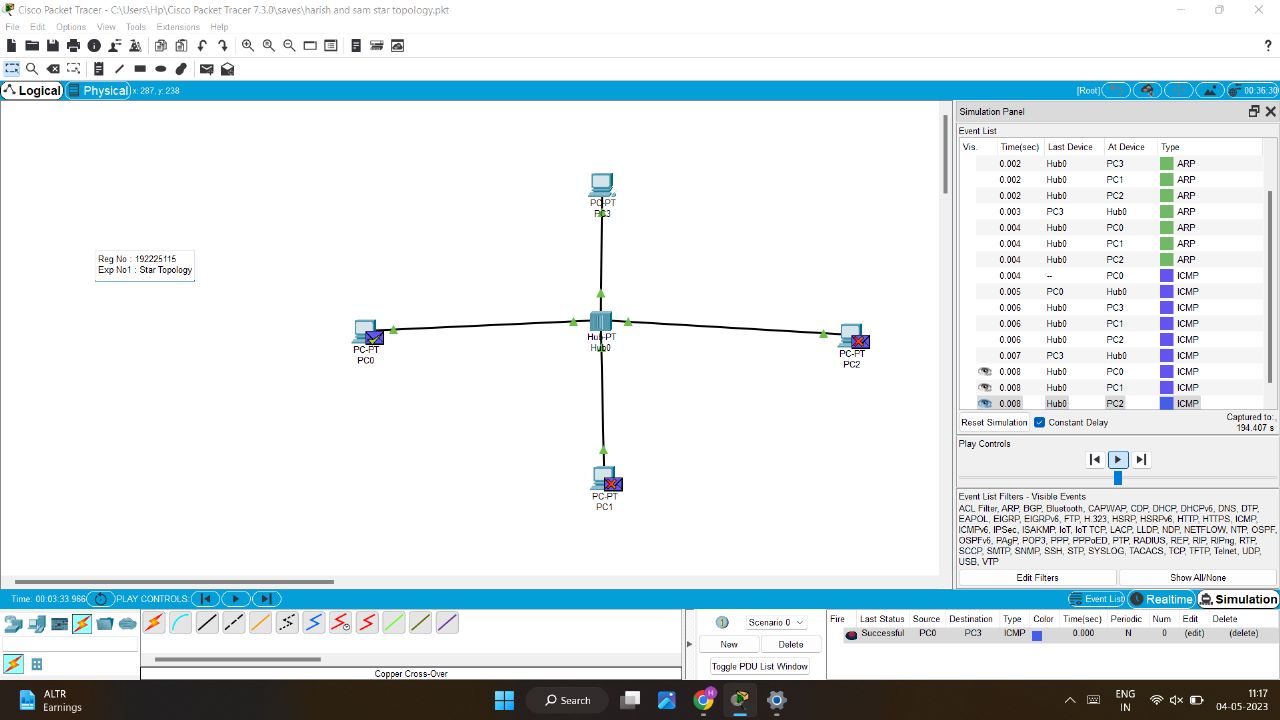 Cisco Packet Tracer - C:\Users\Hp\Cisco Packet Tracer 7.3.0\saves\harish and sam star topology.pkt
File Edit Options View Tools Extensions Help
?
Logical Physical x: 287, y: 238 [Root] 00:36:30
Simulation Panel
Event List
Vis. Time(sec) Last Device At Device Type
0.002 Hub0 PC3 ARP
0.002 Hub0 PC1 ARP
0.002 Hub0 PC2 ARP
0.003 PC3 Hub0 ARP
0.004 Hub0 PC0 ARP
0.004 Hub0 PC1 ARP
0.004 Hub0 PC2 ARP
0.004 -- PC0 ICMP
0.005 PC0 Hub0 ICMP
0.006 Hub0 PC3 ICMP
0.006 Hub0 PC1 ICMP
0.006 Hub0 PC2 ICMP
0.007 PC3 Hub0 ICMP
0.008 Hub0 PC0 ICMP
0.008 Hub0 PC1 ICMP
0.008 Hub0 PC2 ICMP
Reset Simulation Constant Delay Captured to:
194.407 s
Play Controls
Event List Filters - Visible Events
ACL Filter, ARP, BGP, Bluetooth, CAPWAP, CDP, DHCP, DHCPv6, DNS, DTP,
EAPOL, EIGRP, EIGRPv6, FTP, H.323, HSRP, HSRPv6, HTTP, HTTPS, ICMP,
ICMPv6, IPSec, ISAKMP, IoT, IoT TCP, LACP, LLDP, NDP, NETFLOW, NTP, OSPF,
OSPFv6, PAgP, POP3, PPP, PPPoED, PTP, RADIUS, REP, RIP, RIPng, RTP,
SCCP, SMTP, SNMP, SSH, STP, SYSLOG, TACACS, TCP, TFTP, Telnet, UDP,
USB, VTP
Edit Filters Show All/None
PC-PT
PC3
Reg No : 192225115
Exp No1 : Star Topology
PC-PT
PC0
Hub-PT
Hub0
PC-PT
PC2
PC-PT
PC1
Time: 00:03:33.966 PLAY CONTROLS: Event List Realtime Simulation
Copper Cross-Over
Scenario 0
New Delete
Toggle PDU List Window
Fire Last Status Source Destination Type Color Time(sec) Periodic Num Edit Delete
Successful PC0 PC3 ICMP 0.000 N 0 (edit) (delete)
ALTR
Earnings
Search
ENG
IN
11:17
04-05-2023